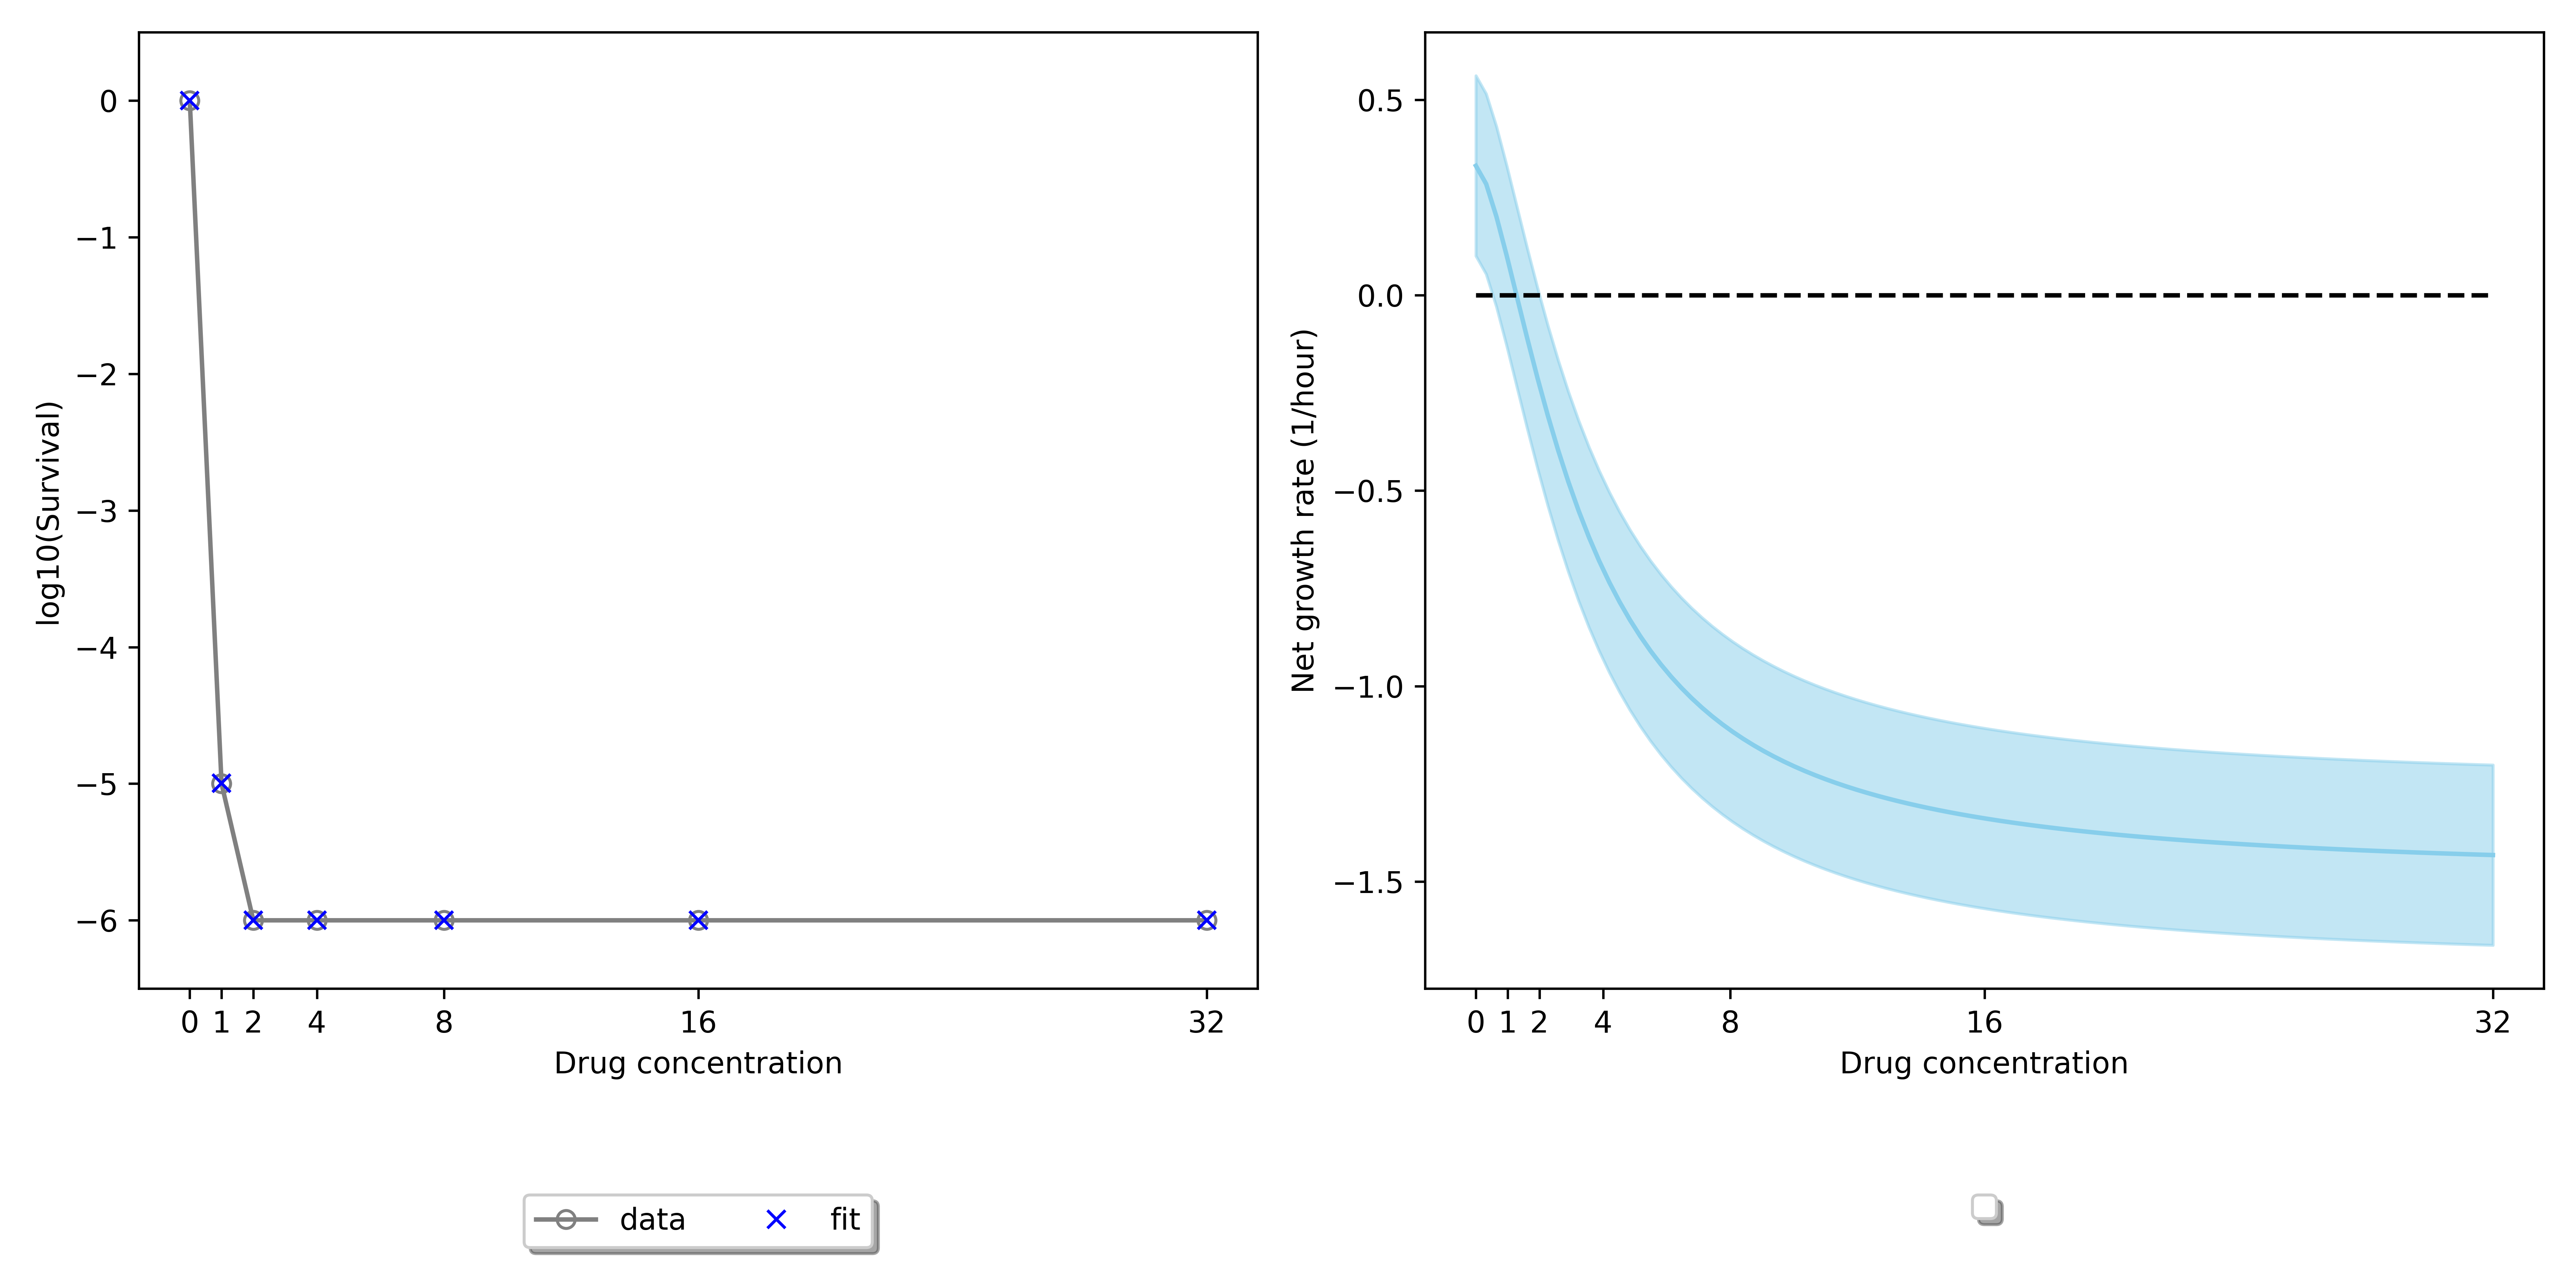 0
−1
−2
−3
−4
−5
−6
log10(Survival)
0 1 2 4 8 16 32
Drug concentration
data fit
0.5
0.0
−0.5
−1.0
−1.5
Net growth rate (1/hour)
0 1 2 4 8 16 32
Drug concentration